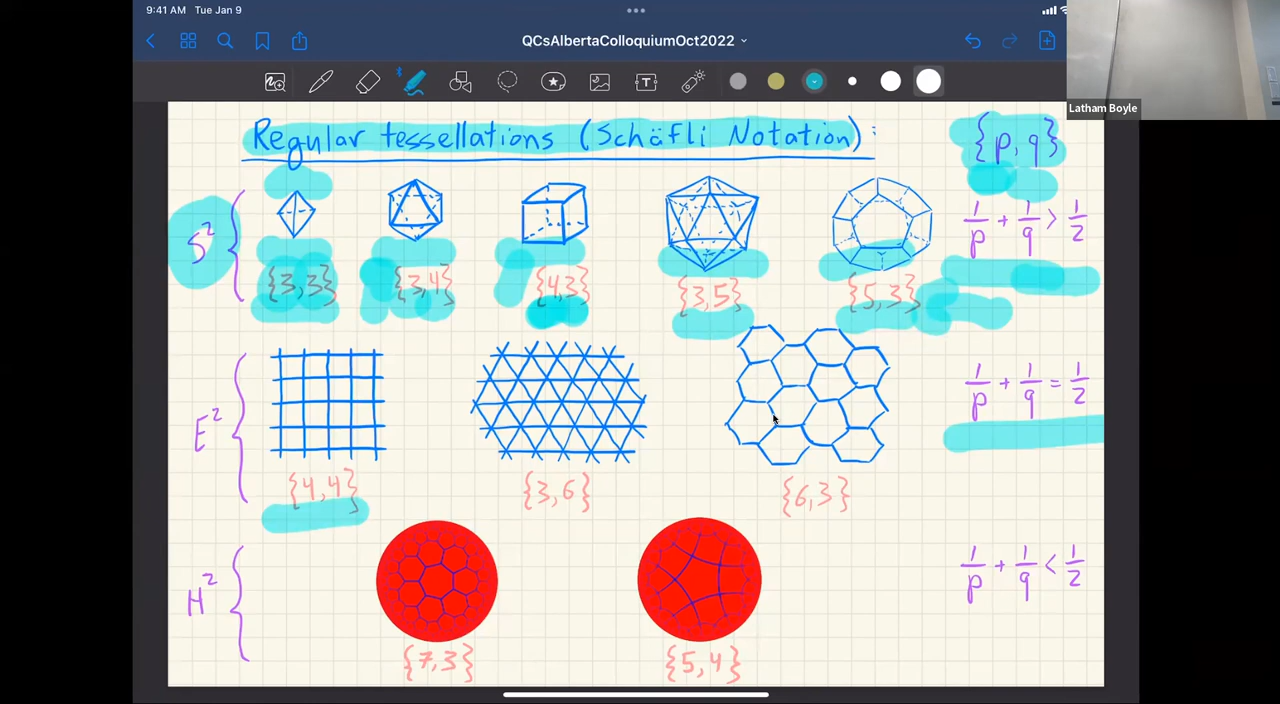 9:41 AM Tue Jan 9
QCsAlbertaColloquiumOct2022
Latham Boyle
Regular tessellations (Schäfli Notation):
{p,q}
S²
{3,3} {3,4} {4,3} {3,5} {5,3}
1/p + 1/q > 1/2
E²
{4,4} {3,6} {6,3}
1/p + 1/q = 1/2
H²
{7,3} {5,4}
1/p + 1/q < 1/2